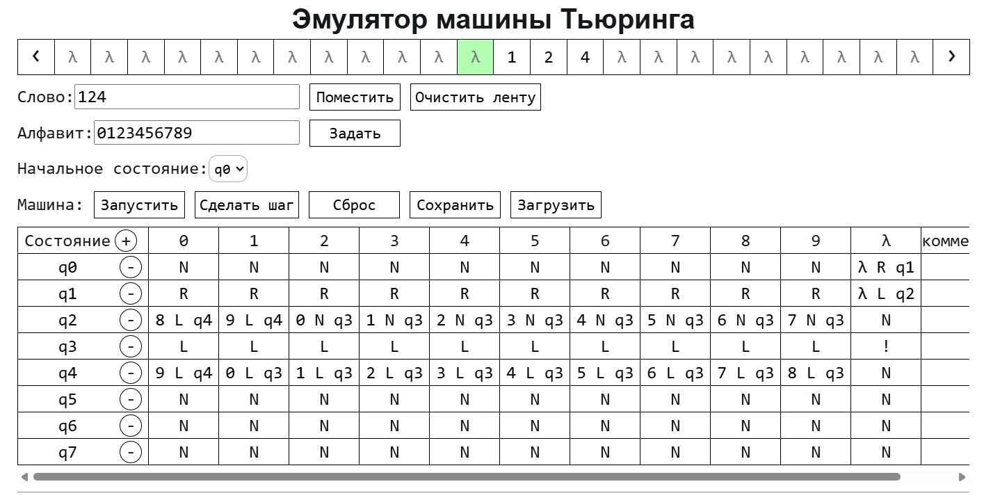 Эмулятор машины Тьюринга
‹ λ λ λ λ λ λ λ λ λ λ λ λ 1 2 4 λ λ λ λ λ λ λ λ λ ›
Слово: 124 Поместить Очистить ленту
Алфавит: 0123456789 Задать
Начальное состояние: q0
Машина: Запустить Сделать шаг Сброс Сохранить Загрузить
Состояние + 0 1 2 3 4 5 6 7 8 9 λ комме
q0 - N N N N N N N N N N λ R q1
q1 - R R R R R R R R R R λ L q2
q2 - 8 L q4 9 L q4 0 N q3 1 N q3 2 N q3 3 N q3 4 N q3 5 N q3 6 N q3 7 N q3 N
q3 - L L L L L L L L L L !
q4 - 9 L q4 0 L q3 1 L q3 2 L q3 3 L q3 4 L q3 5 L q3 6 L q3 7 L q3 8 L q3 N
q5 - N N N N N N N N N N N
q6 - N N N N N N N N N N N
q7 - N N N N N N N N N N N